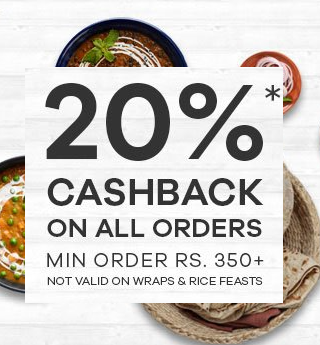 20%*
CASHBACK
ON ALL ORDERS
MIN ORDER RS. 350+
NOT VALID ON WRAPS & RICE FEASTS